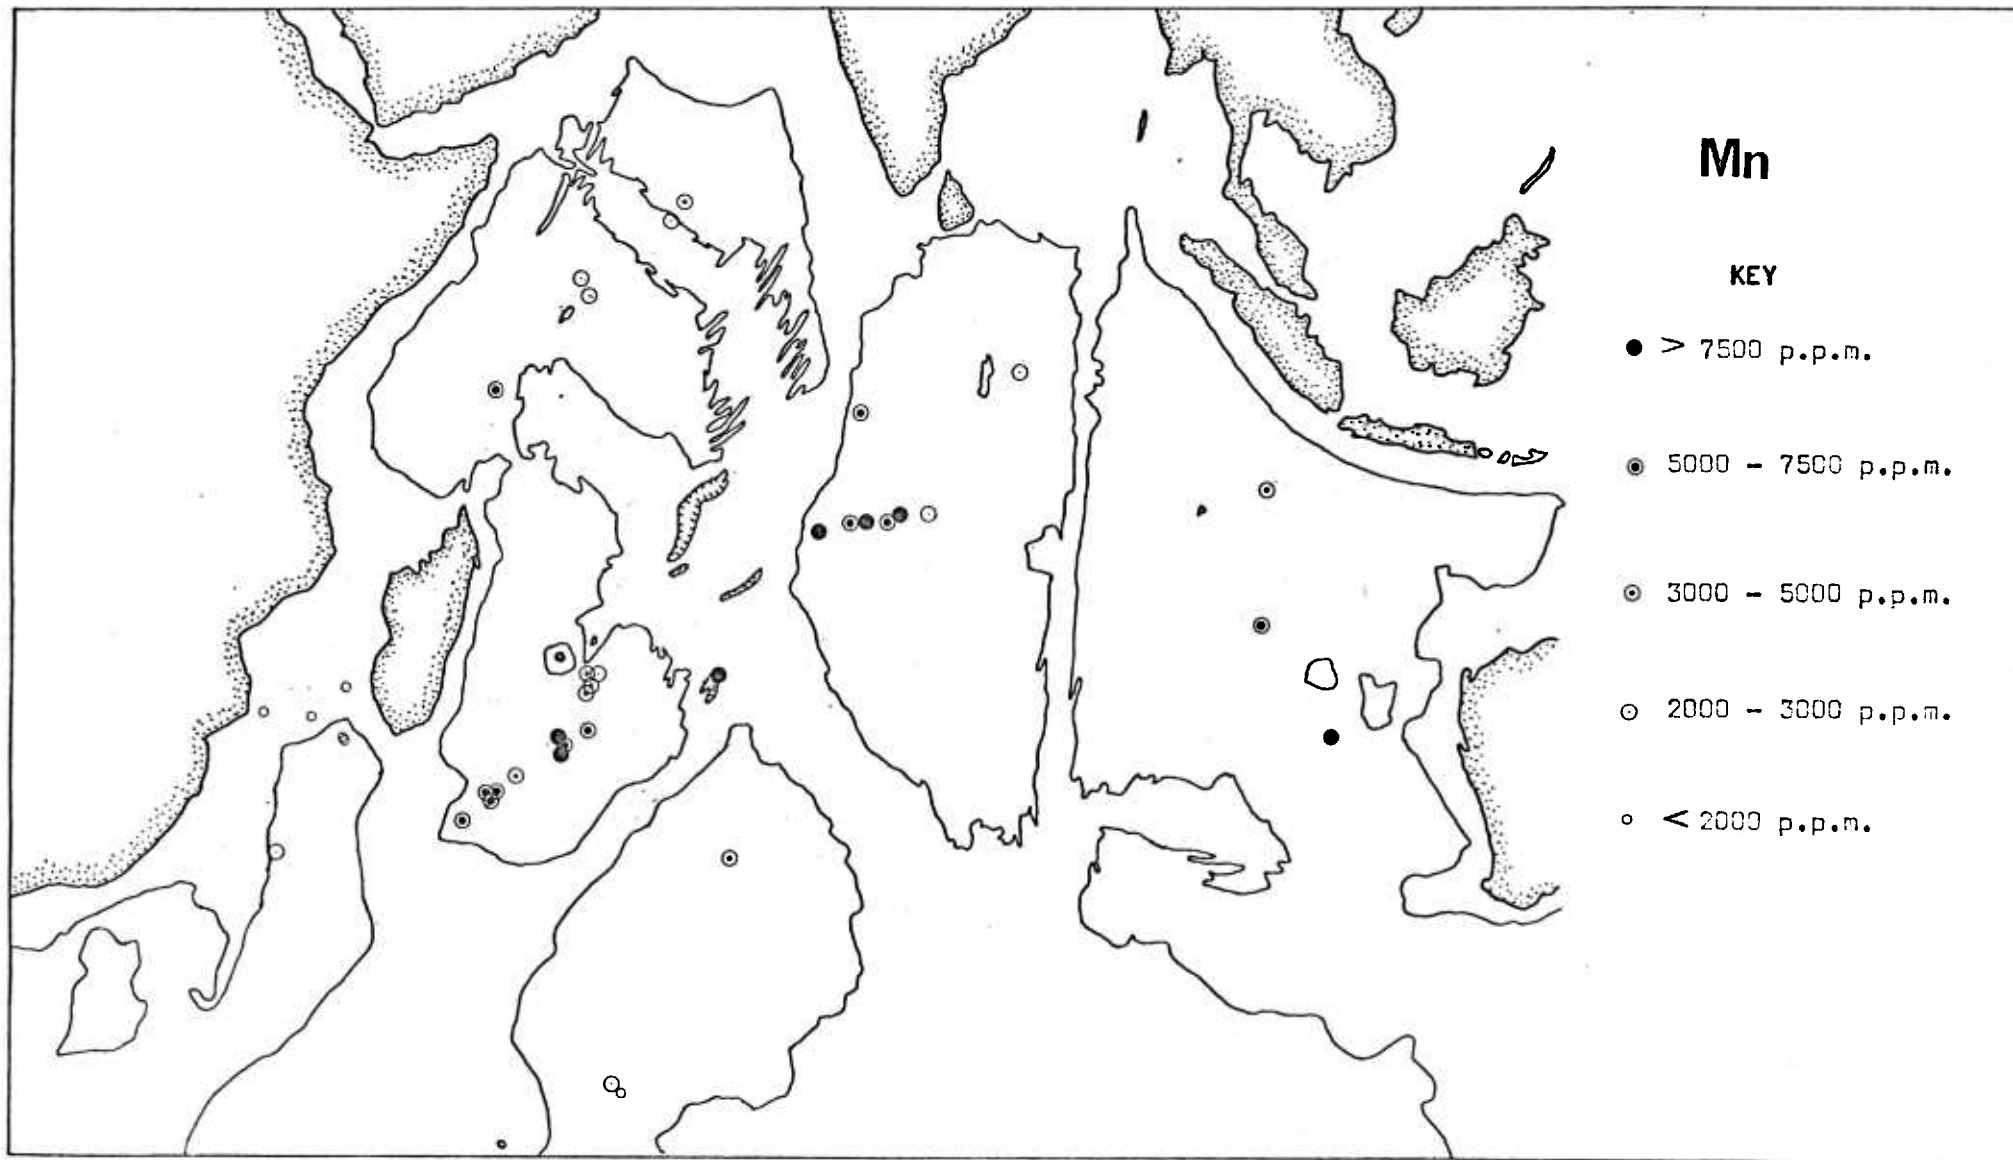 Mn
KEY
> 7500 p.p.m.
5000 - 7500 p.p.m.
3000 - 5000 p.p.m.
2000 - 3000 p.p.m.
< 2000 p.p.m.